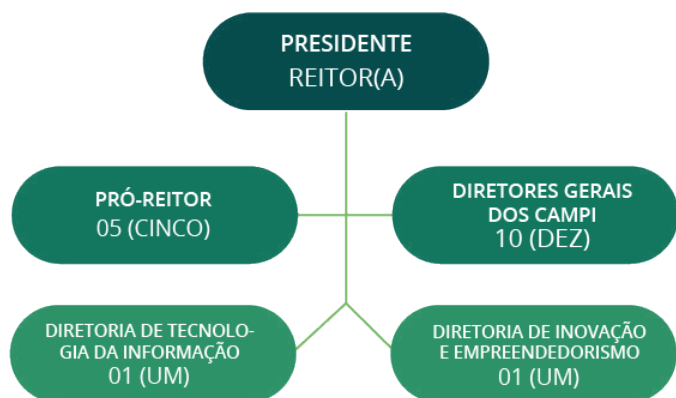 PRESIDENTE
REITOR(A)
PRÓ-REITOR
05 (CINCO)
DIRETORES GERAIS
DOS CAMPI
10 (DEZ)
DIRETORIA DE TECNOLO-
GIA DA INFORMAÇÃO
01 (UM)
DIRETORIA DE INOVAÇÃO
E EMPREENDEDORISMO
01 (UM)